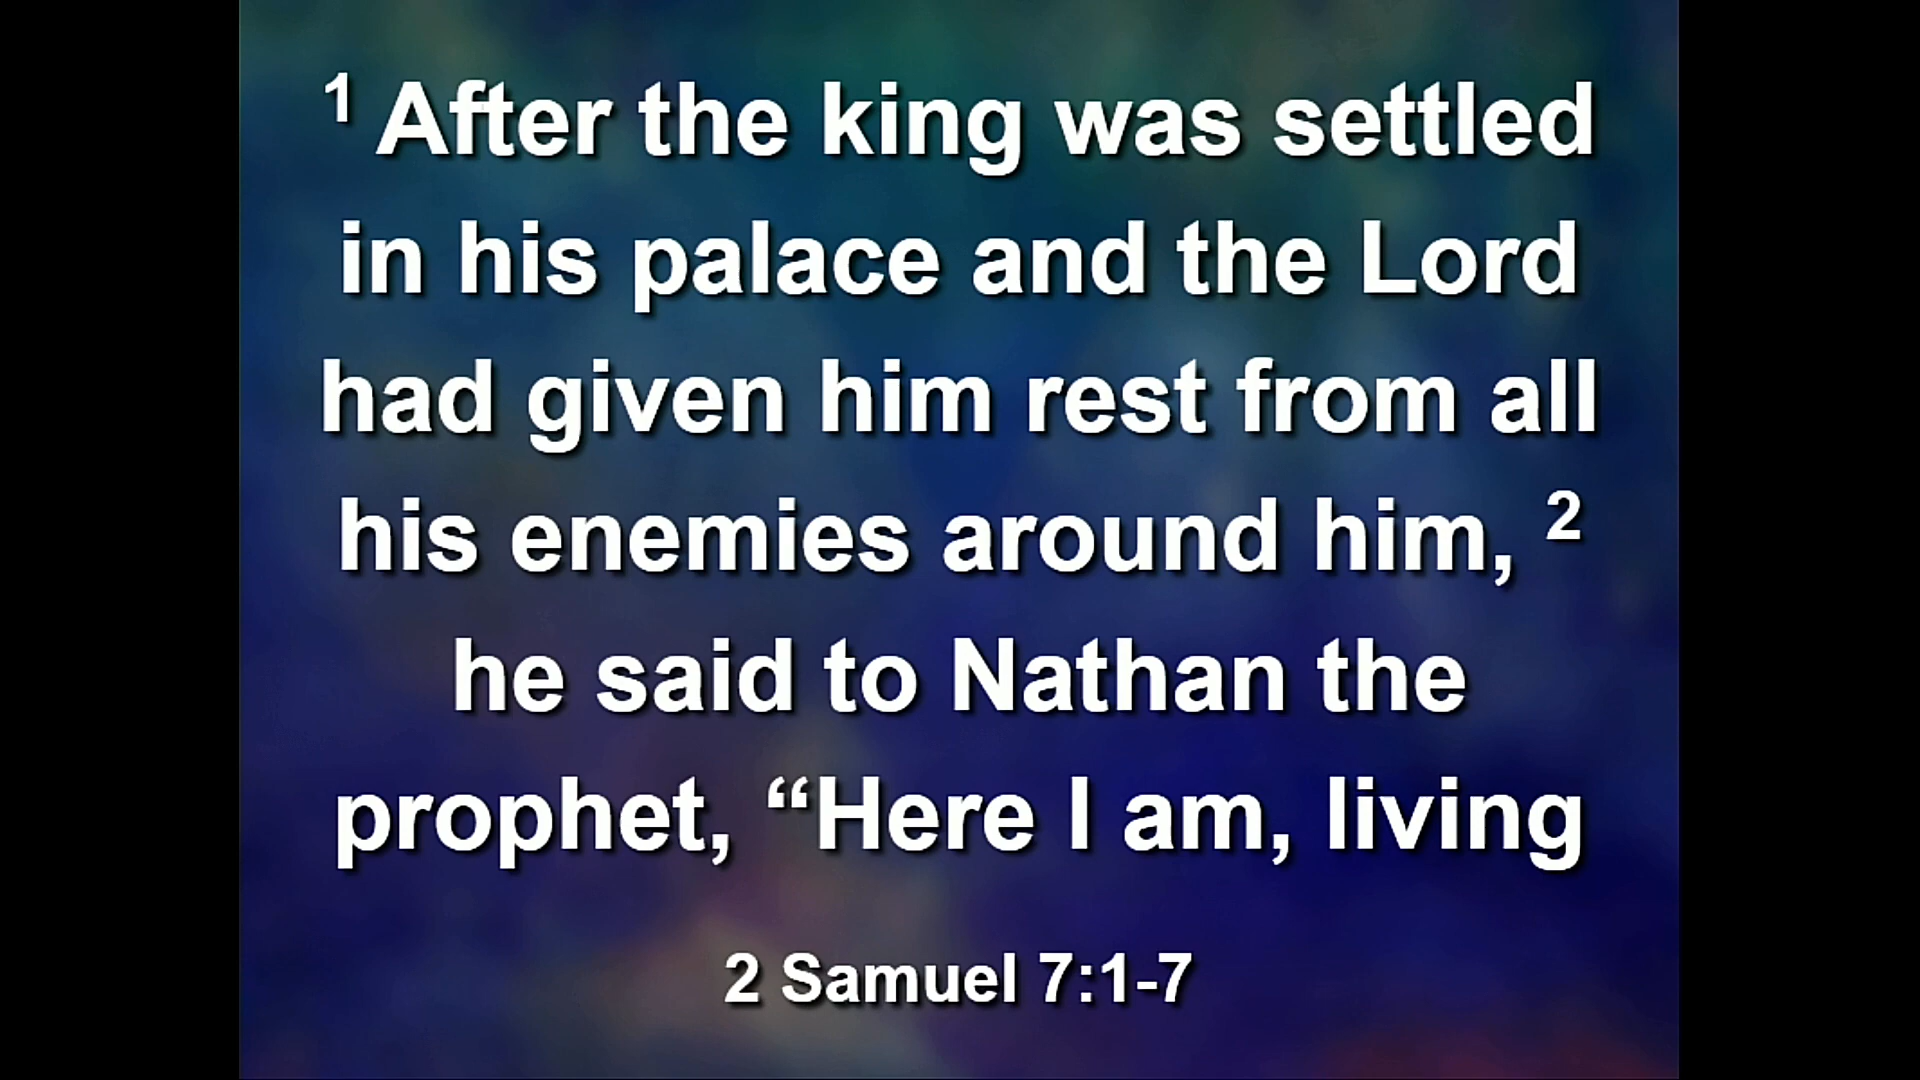 1 After the king was settled
in his palace and the Lord
had given him rest from all
his enemies around him, 2
he said to Nathan the
prophet, “Here I am, living
2 Samuel 7:1-7